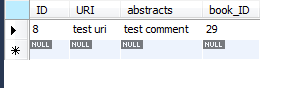 ID URI abstracts book_ID
8 test uri test comment 29
NULL NULL NULL NULL